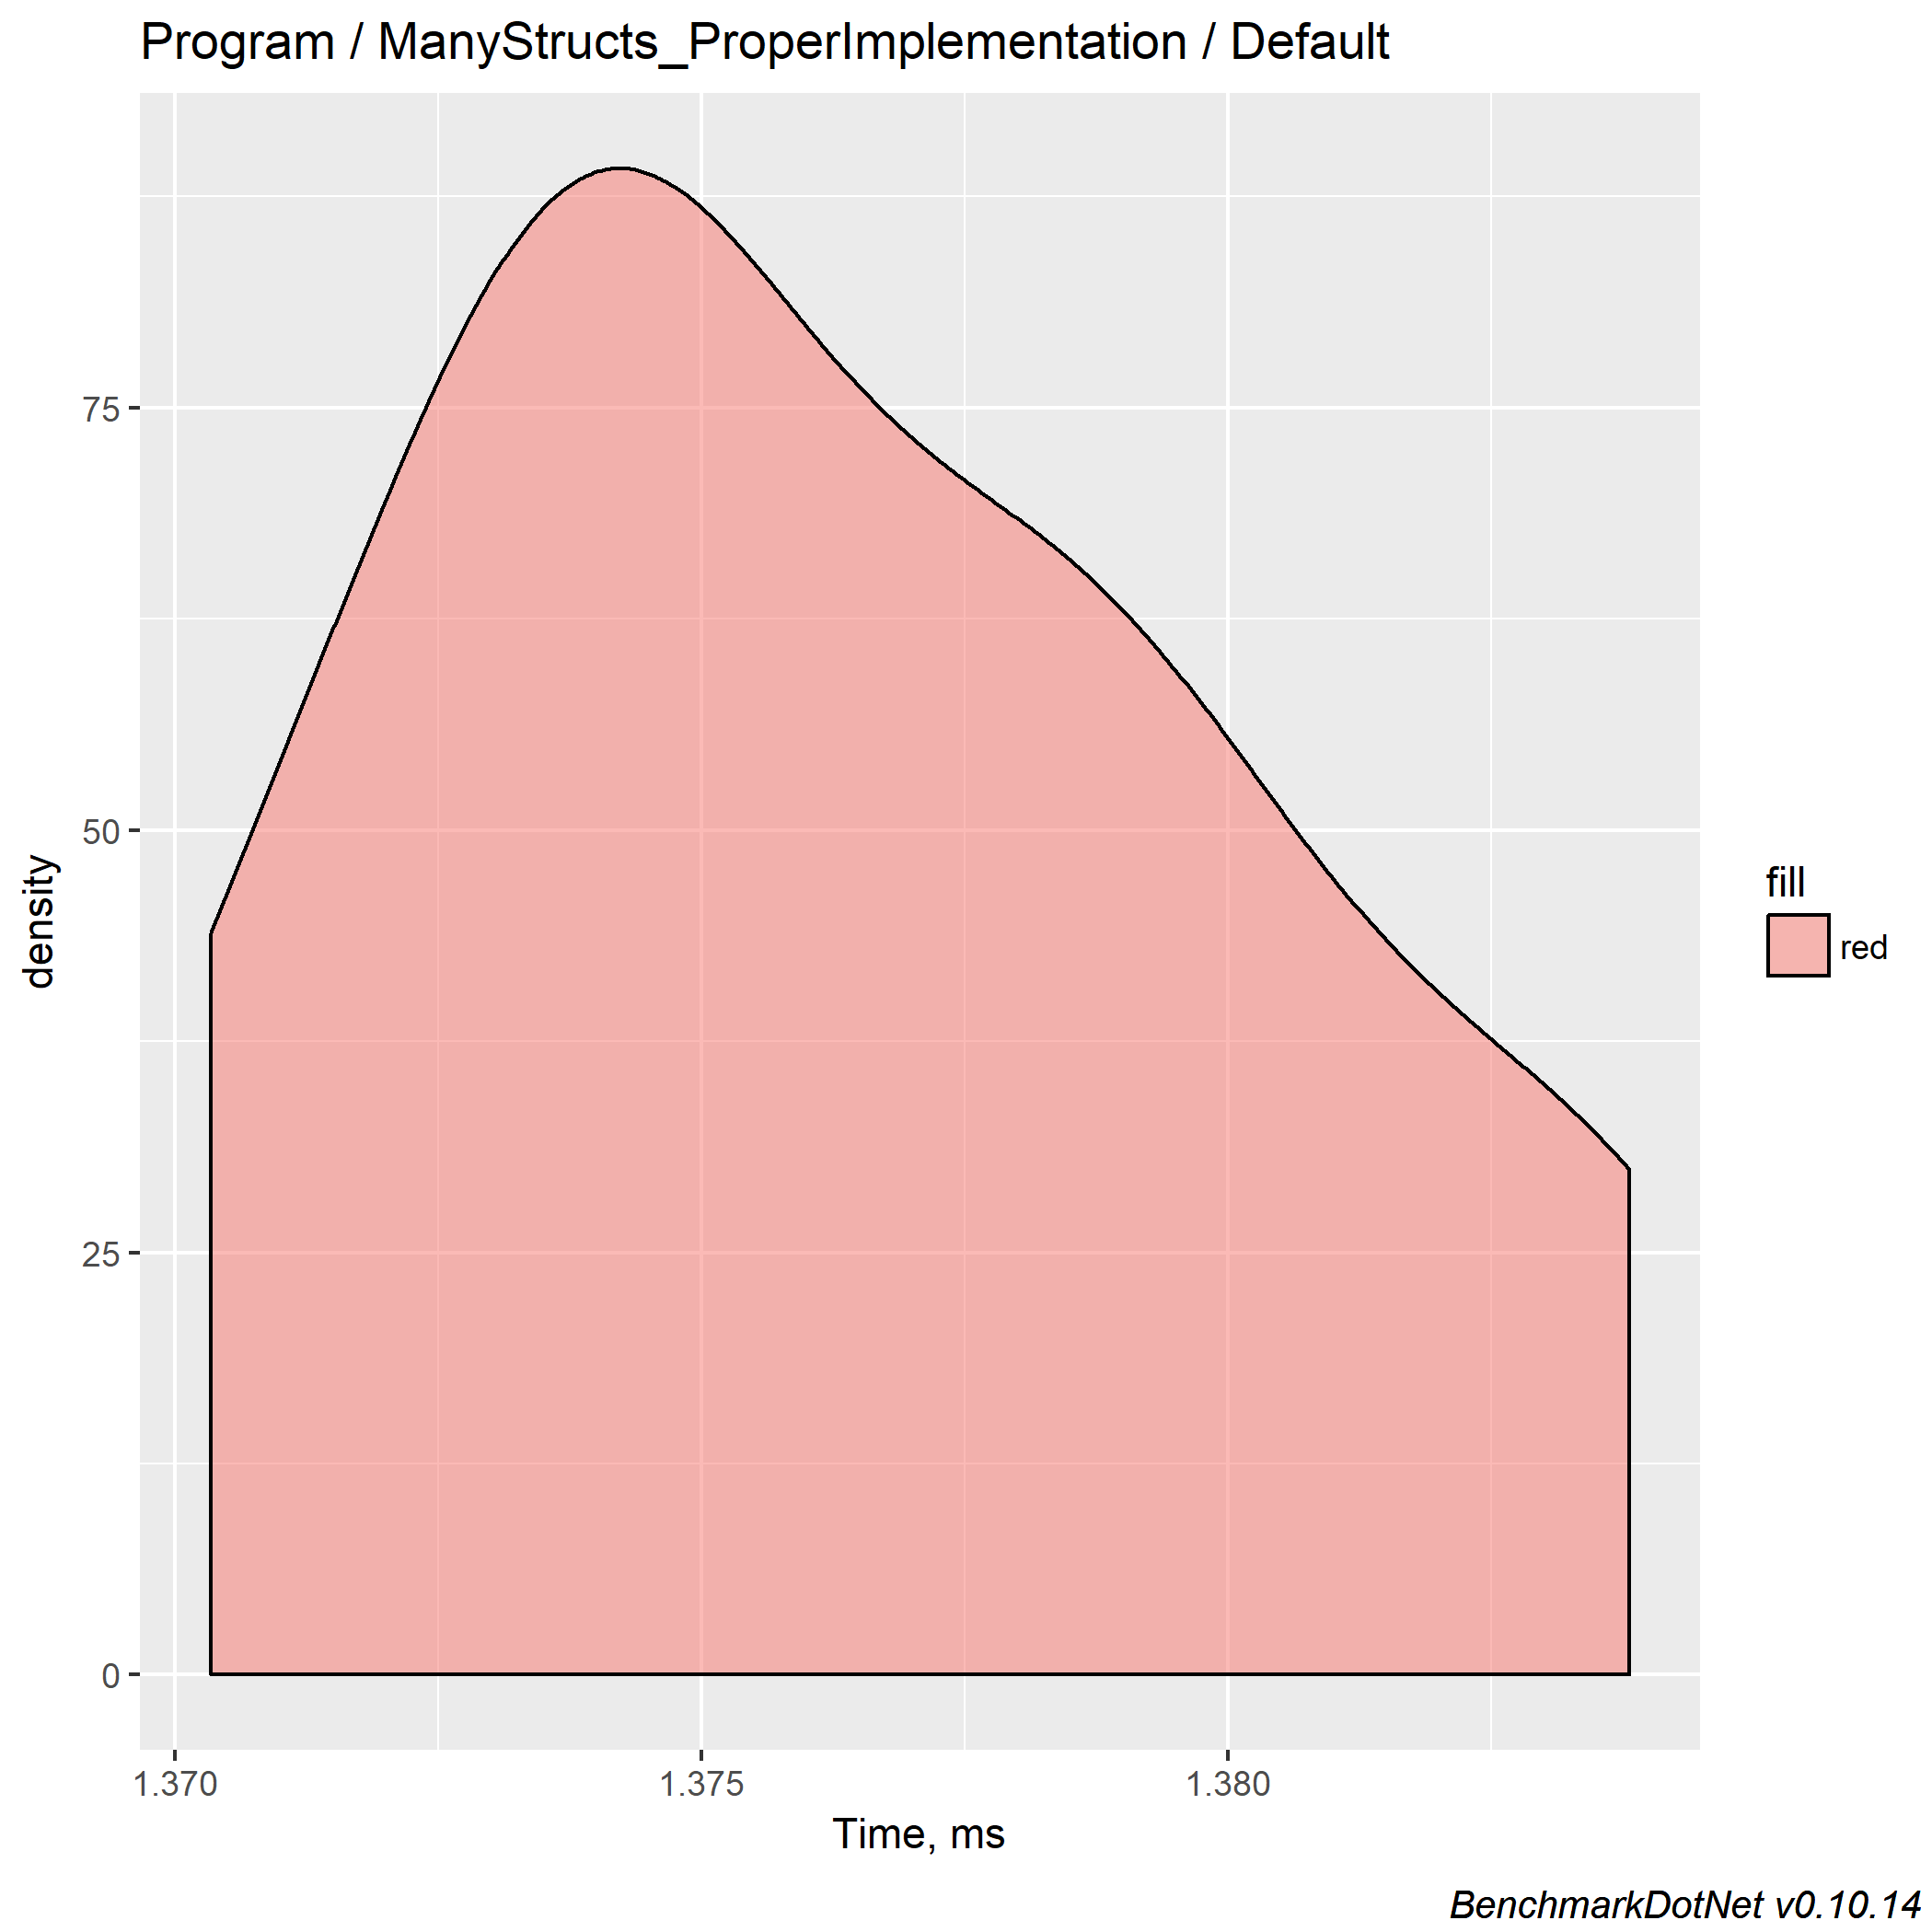 Program / ManyStructs_ProperImplementation / Default
75
50
25
0
density
1.370 1.375 1.380
Time, ms
fill
red
BenchmarkDotNet v0.10.14